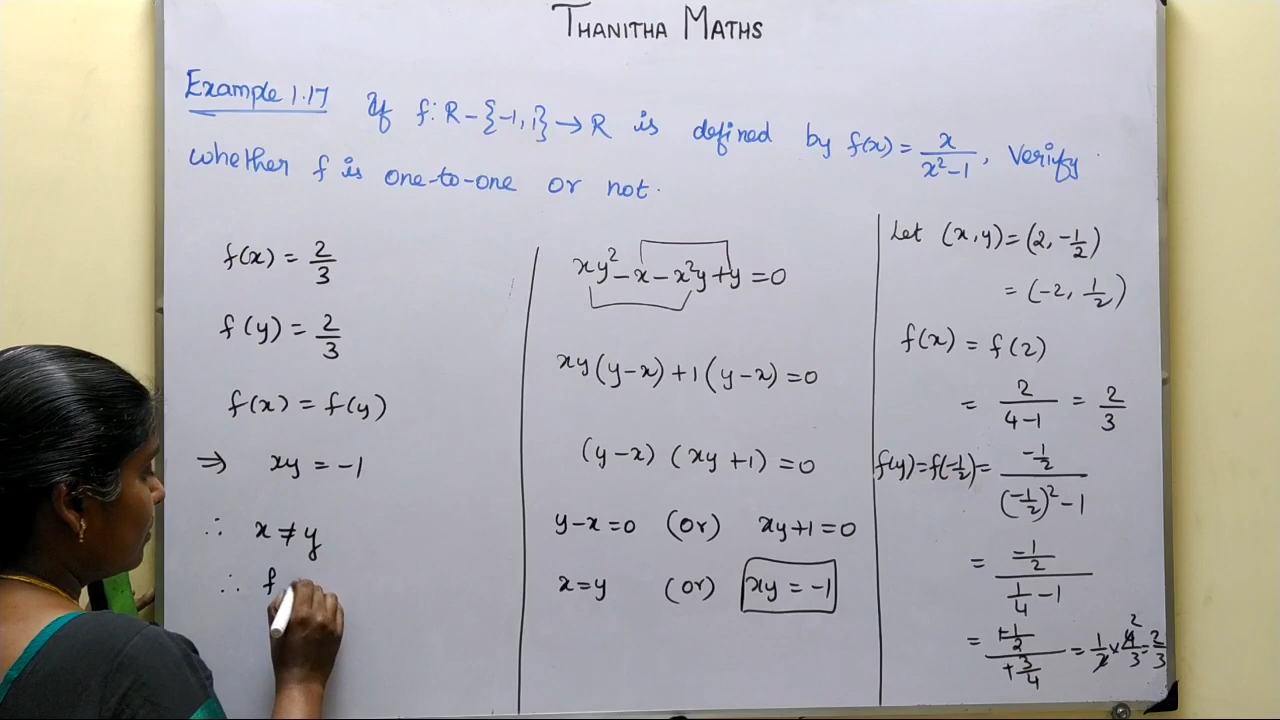 THANITHA MATHS
Example 1.17 If f: R - {-1, 1} → R is defined by f(x) = x/(x²-1), Verify
whether f is one-to-one or not.
f(x) = 2/3
f(y) = 2/3
f(x) = f(y)
⇒ xy = -1
∴ x ≠ y
∴ f
xy² - x - x²y + y = 0
xy(y-x) + 1(y-x) = 0
(y-x) (xy+1) = 0
y-x=0 (or) xy+1=0
x=y (or) xy = -1
Let (x,y) = (2, -1/2)
= (-2, 1/2)
f(x) = f(2)
= 2/(4-1) = 2/3
f(y) = f(-1/2) = (-1/2)/((-1/2)² - 1)
= (-1/2)/(1/4 - 1)
= (+1/2)/(+3/4) = 1/2 × 4/3 2 = 2/3